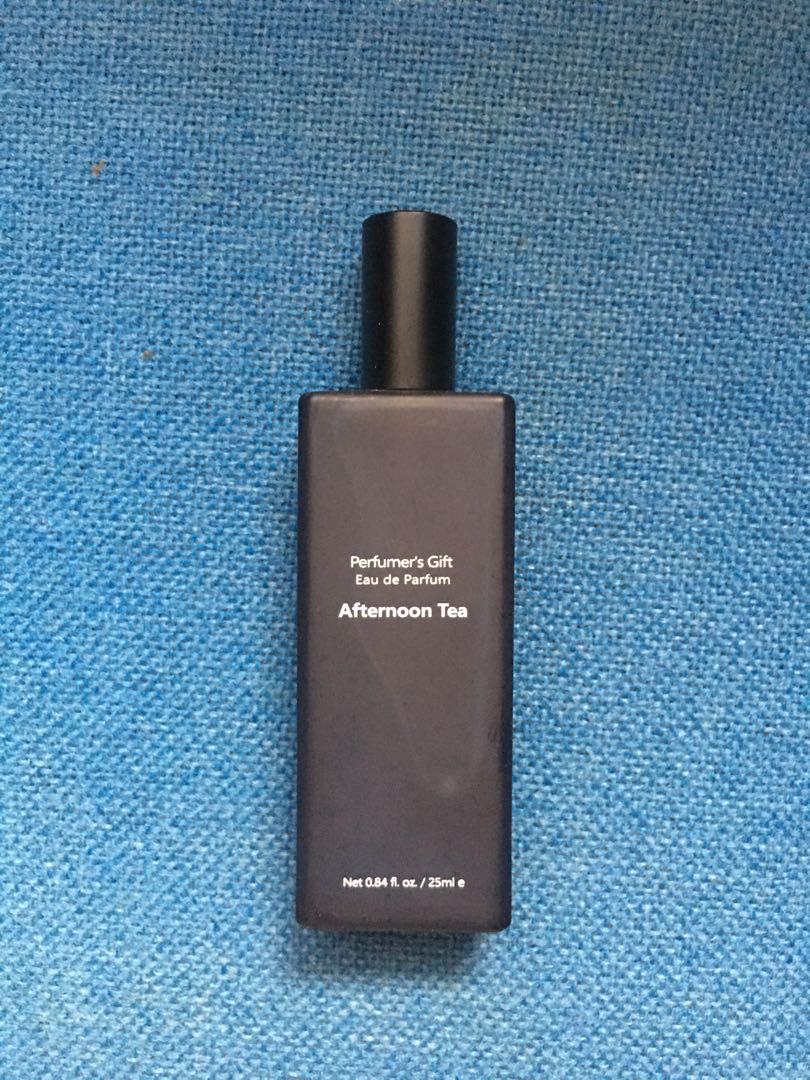 Perfumer's Gift
Eau de Parfum
Afternoon Tea
Net 0.84 fl. oz. / 25ml e